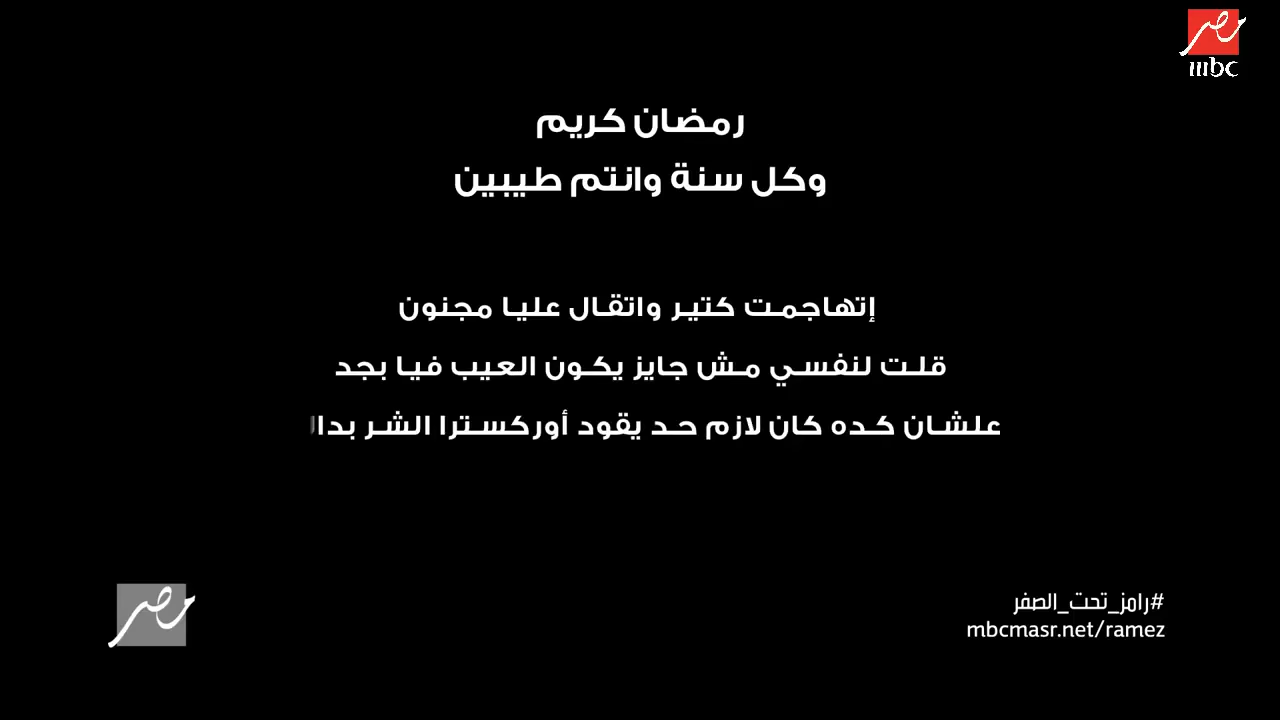 مصر
mbc
رمضان كريم
وكل سنة وانتم طيبين
إتهاجمت كتير واتقال عليا مجنون
قلت لنفسي مش جايز يكون العيب فيا بجد
علشان كده كان لازم حد يقود أوركسترا الشر
مصر
#رامز_تحت_الصفر
mbcmasr.net/ramez